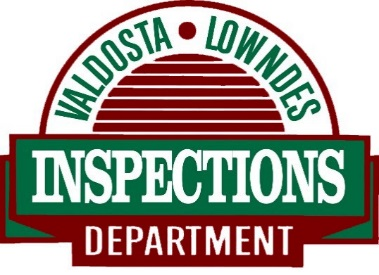 VALDOSTA • LOWNDES
INSPECTIONS
DEPARTMENT